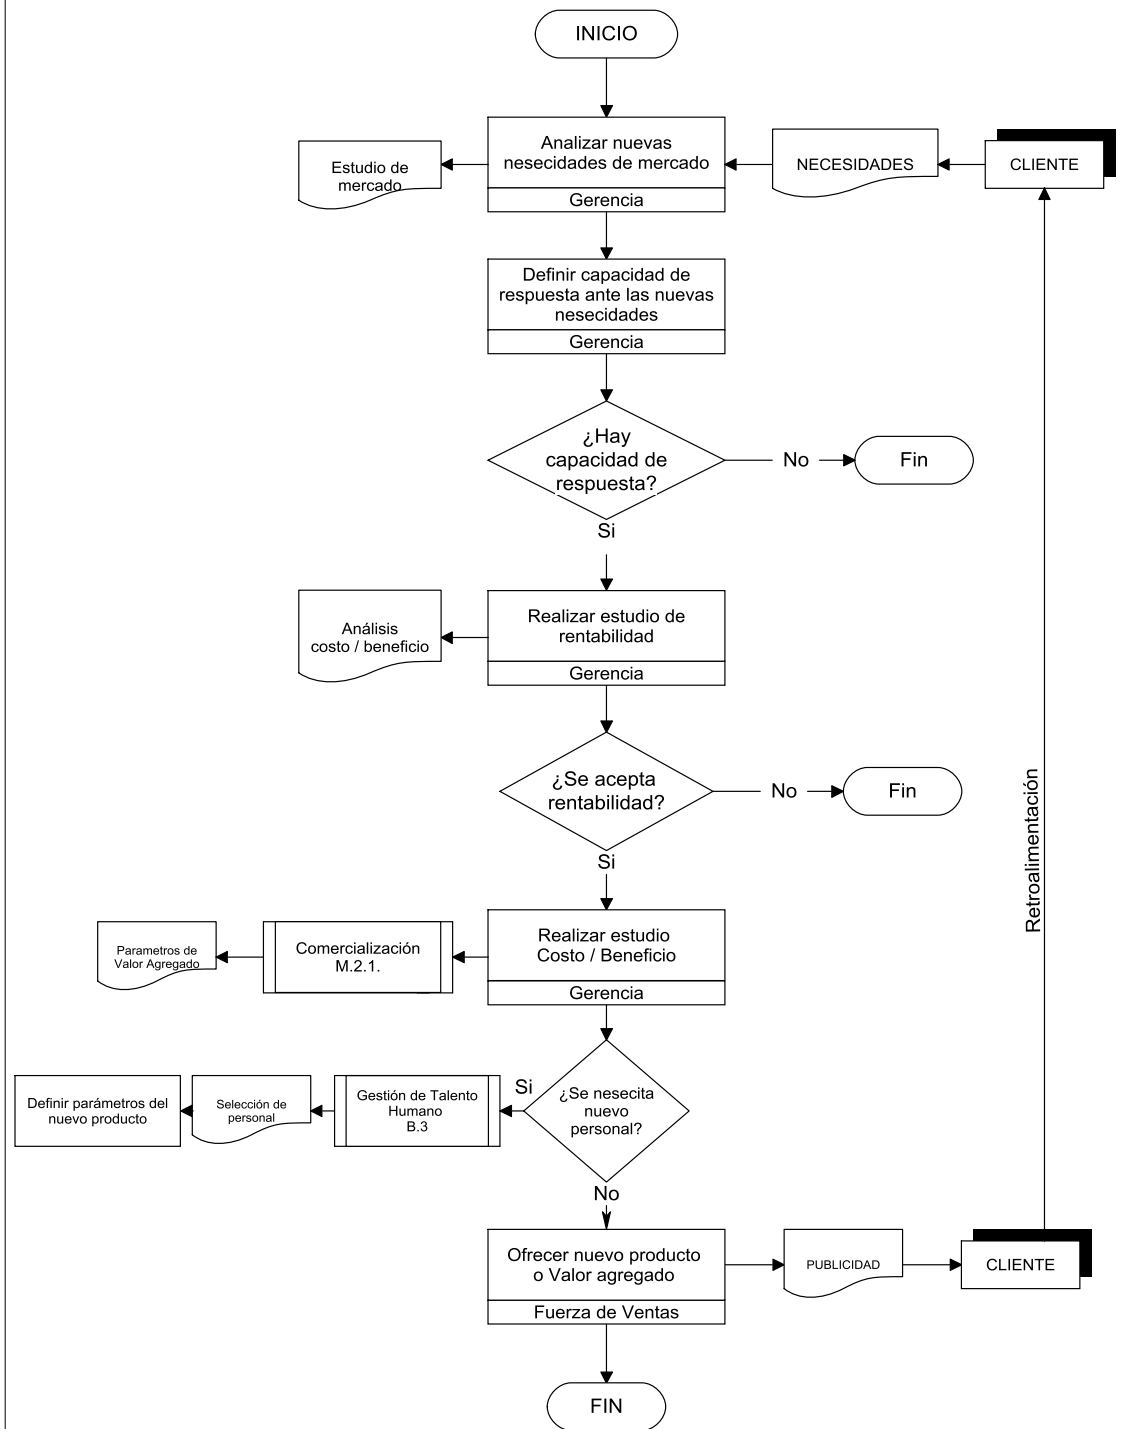 INICIO
Analizar nuevas
nesecidades de mercado
Gerencia
Estudio de
mercado
NECESIDADES
CLIENTE
Definir capacidad de
respuesta ante las nuevas
nesecidades
Gerencia
¿Hay
capacidad de
respuesta?
No
Fin
Si
Realizar estudio de
rentabilidad
Gerencia
Análisis
costo / beneficio
¿Se acepta
rentabilidad?
No
Fin
Si
Retroalimentación
Realizar estudio
Costo / Beneficio
Gerencia
Comercialización
M.2.1.
Parametros de
Valor Agregado
¿Se nesecita
nuevo
personal?
Si
Gestión de Talento
Humano
B.3
Selección de
personal
Definir parámetros del
nuevo producto
No
Ofrecer nuevo producto
o Valor agregado
Fuerza de Ventas
PUBLICIDAD
CLIENTE
FIN